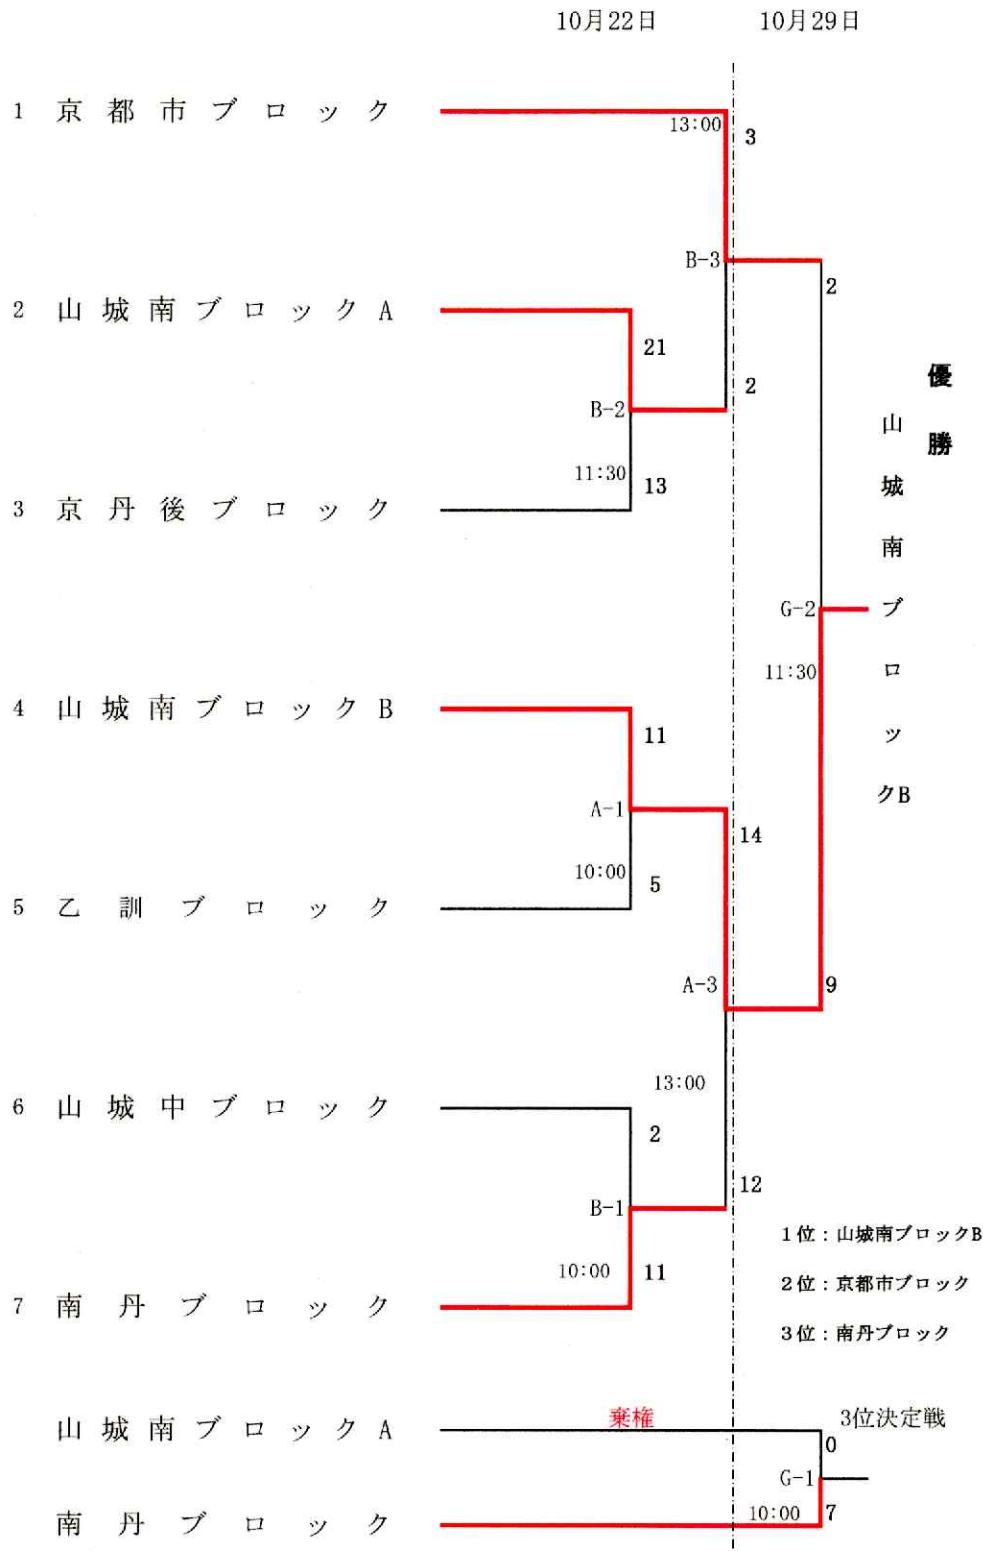 10月22日 10月29日
1 京都市ブロック
13:00 3
B-3
2
2 山城南ブロックA
21
2
B-2
11:30 13
3 京丹後ブロック
優勝
山城南ブロックB
G-2
11:30
4 山城南ブロックB
11
A-1
14
10:00 5
5 乙訓ブロック
A-3 9
13:00
6 山城中ブロック
2
12
B-1
10:00 11
7 南丹ブロック
1位：山城南ブロックB
2位：京都市ブロック
3位：南丹ブロック
山城南ブロックA 棄権 3位決定戦
0
G-1
10:00 7
南丹ブロック